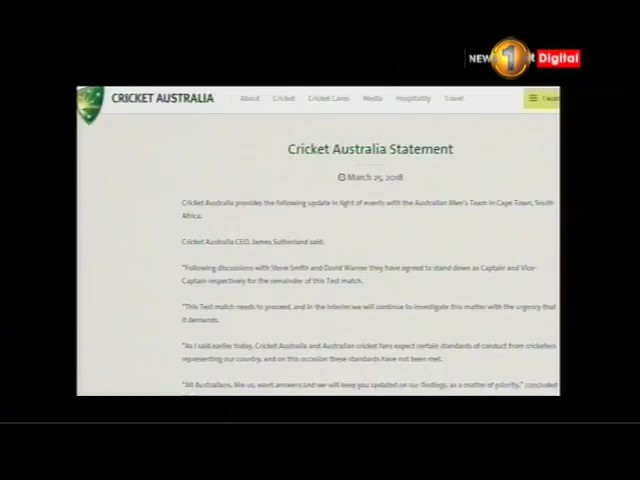 NEWS 1st Digital
CRICKET AUSTRALIA About Cricket Cricket Cares Media Hospitality Travel I want
Cricket Australia Statement
March 25, 2018
Cricket Australia provides the following update in light of events with the Australian Men's Team in Cape Town, South
Africa.
Cricket Australia CEO, James Sutherland said:
"Following discussions with Steve Smith and David Warner they have agreed to stand down as Captain and Vice-
Captain respectively for the remainder of this Test match.
"This Test match needs to proceed, and in the interim we will continue to investigate this matter with the urgency that
it demands.
"As I said earlier today, Cricket Australia and Australian cricket fans expect certain standards of conduct from cricketers
representing our country, and on this occasion these standards have not been met.
"All Australians, like us, want answers and we will keep you updated on our findings, as a matter of priority," concluded